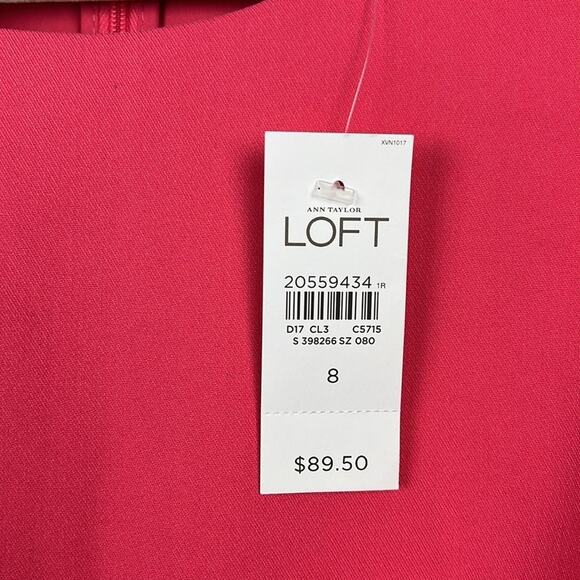 XVN1017
ANN TAYLOR
LOFT
20559434 1R
D17 CL3 C5715
S 398266 SZ 080
8
$89.50